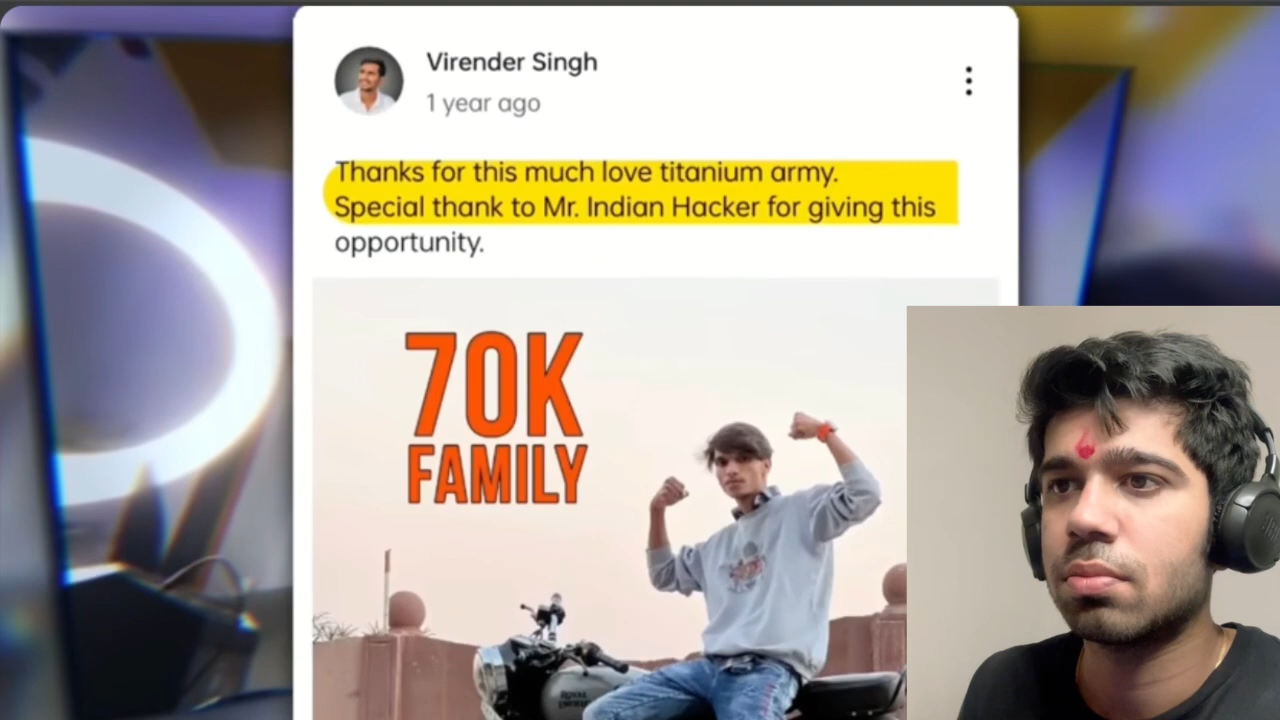 Virender Singh
1 year ago
Thanks for this much love titanium army.
Special thank to Mr. Indian Hacker for giving this
opportunity.
70K
FAMILY
ROYAL